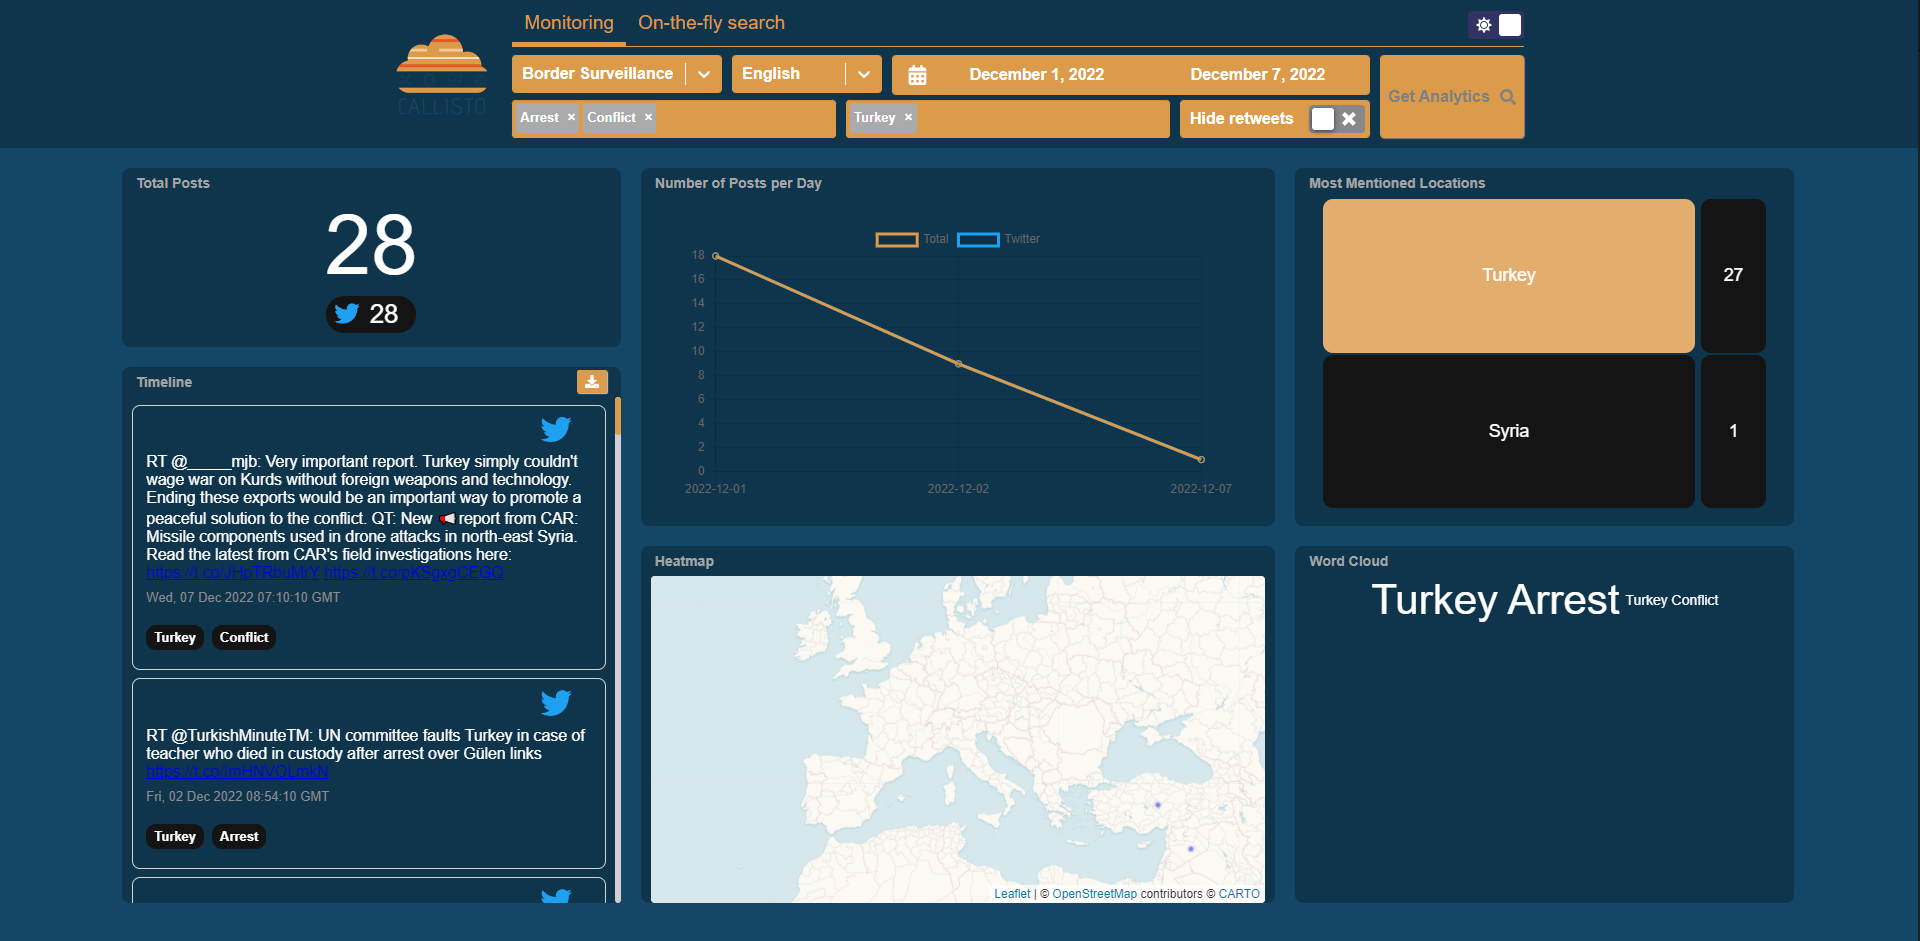 Monitoring
On-the-fly search
CALLISTO
Border Surveillance
English
December 1, 2022
December 7, 2022
Get Analytics
Arrest ×
Conflict ×
Turkey ×
Hide retweets
Total Posts
28
28
Number of Posts per Day
Total
Twitter
18
16
14
12
10
8
6
4
2
0
2022-12-01
2022-12-02
2022-12-07
Most Mentioned Locations
Turkey
27
Syria
1
Timeline
RT @_____mjb: Very important report. Turkey simply couldn't
wage war on Kurds without foreign weapons and technology.
Ending these exports would be an important way to promote a
peaceful solution to the conflict. QT: New 📢 report from CAR:
Missile components used in drone attacks in north-east Syria.
Read the latest from CAR's field investigations here:
https://t.co/JHpTRbuMrY https://t.co/pKSgxgCEGQ
Wed, 07 Dec 2022 07:10:10 GMT
Turkey
Conflict
RT @TurkishMinuteTM: UN committee faults Turkey in case of
teacher who died in custody after arrest over Gülen links
Fri, 02 Dec 2022 08:54:10 GMT
Turkey
Arrest
Heatmap
Leaflet | © OpenStreetMap contributors © CARTO
Word Cloud
Turkey Arrest Turkey Conflict